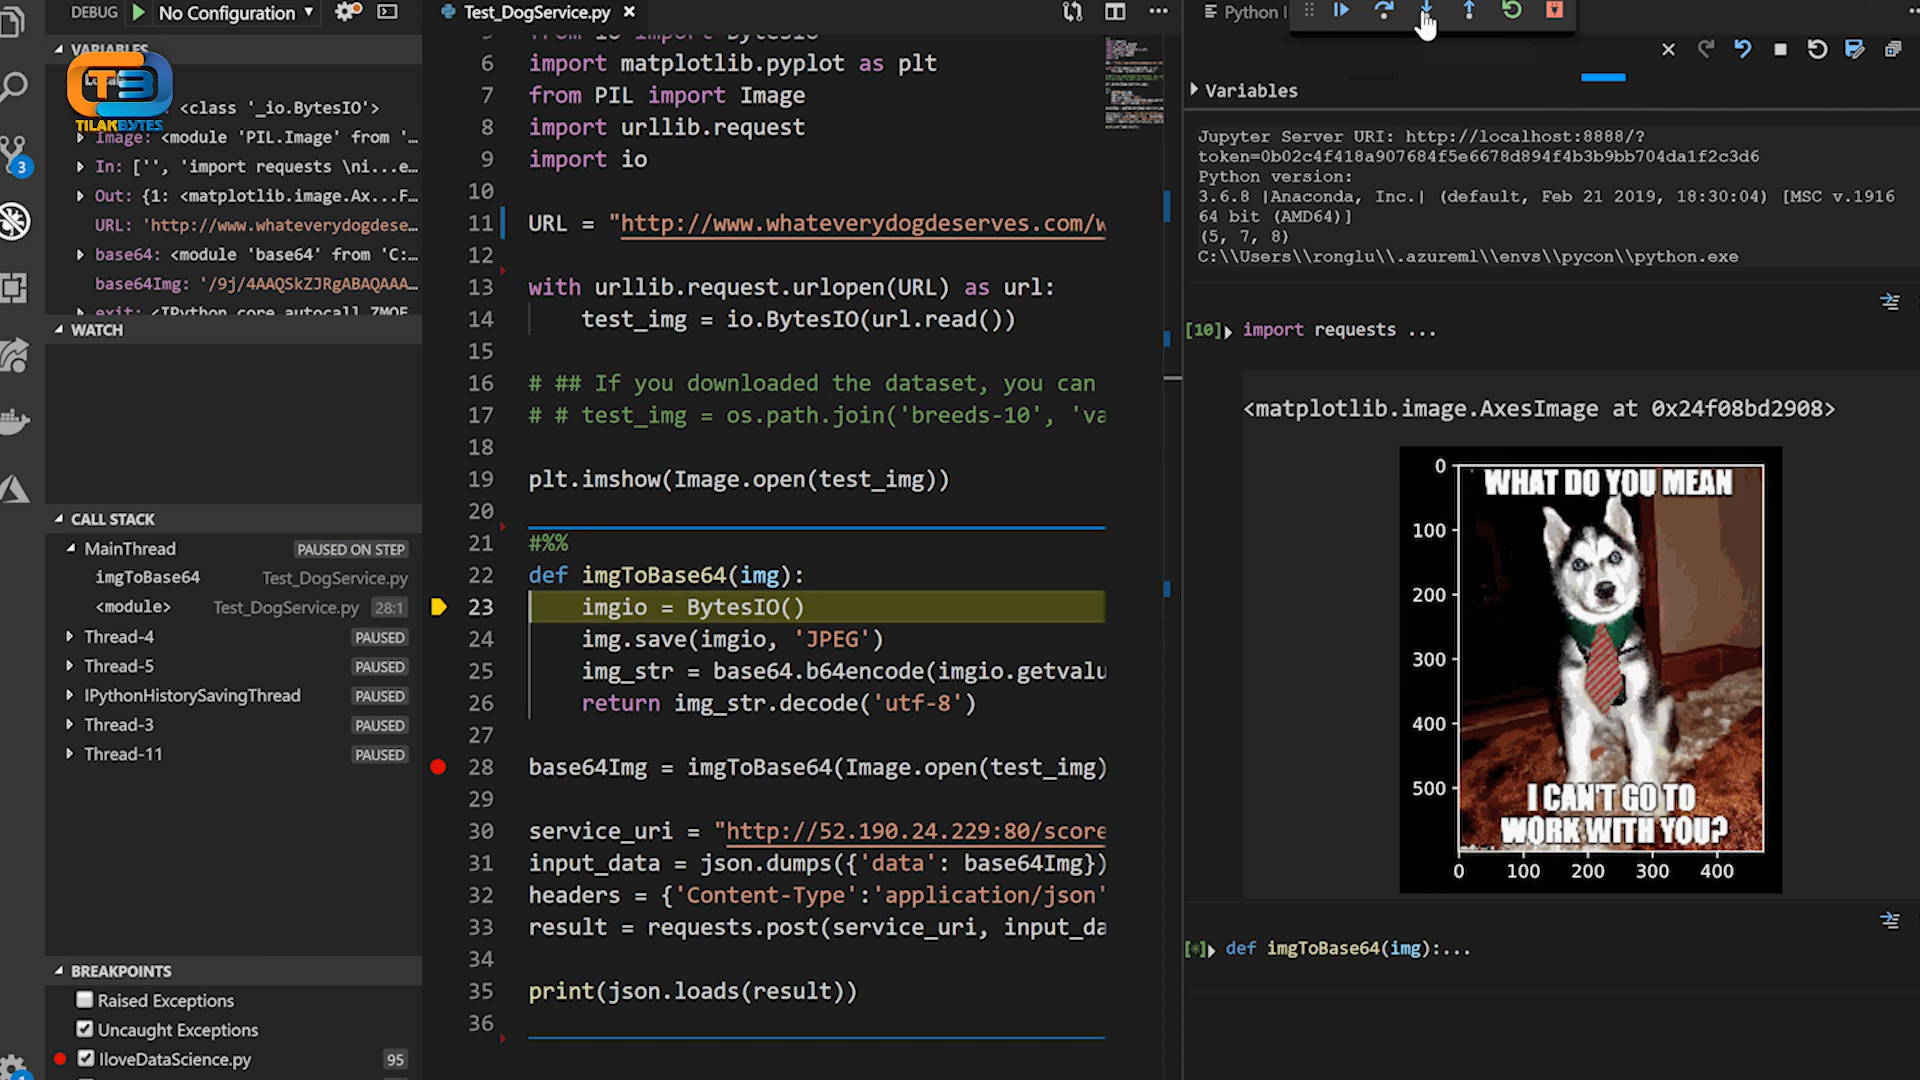 DEBUG No Configuration
VARIABLES
TILAKBYTES
<class '_io.BytesIO'>
Image: <module 'PIL.Image' from '...
In: ['', 'import requests \ni...e...
Out: {1: <matplotlib.image.Ax...F...
URL: 'http://www.whateverydogdese...
base64: <module 'base64' from 'C:...
base64Img: '/9j/4AAQSkZJRgABAQAAA...
exit: <IPython.core.autocall.ZMQE
WATCH
CALL STACK
MainThread PAUSED ON STEP
imgToBase64 Test_DogService.py
<module> Test_DogService.py 28:1
Thread-4 PAUSED
Thread-5 PAUSED
IPythonHistorySavingThread PAUSED
Thread-3 PAUSED
Thread-11 PAUSED
BREAKPOINTS
Raised Exceptions
Uncaught Exceptions
IloveDataScience.py 95
3
1
Test_DogService.py
5 from io import BytesIO
6 import matplotlib.pyplot as plt
7 from PIL import Image
8 import urllib.request
9 import io
10
11 URL = "http://www.whateverydogdeserves.com/w
12
13 with urllib.request.urlopen(URL) as url:
14 test_img = io.BytesIO(url.read())
15
16 # ## If you downloaded the dataset, you can
17 # # test_img = os.path.join('breeds-10', 'va
18
19 plt.imshow(Image.open(test_img))
20
21 #%%
22 def imgToBase64(img):
23 imgio = BytesIO()
24 img.save(imgio, 'JPEG')
25 img_str = base64.b64encode(imgio.getvalu
26 return img_str.decode('utf-8')
27
28 base64Img = imgToBase64(Image.open(test_img)
29
30 service_uri = "http://52.190.24.229:80/score
31 input_data = json.dumps({'data': base64Img})
32 headers = {'Content-Type':'application/json'
33 result = requests.post(service_uri, input_da
34
35 print(json.loads(result))
36
Python I
Variables
Jupyter Server URI: http://localhost:8888/?
token=0b02c4f418a907684f5e6678d894f4b3b9bb704da1f2c3d6
Python version:
3.6.8 |Anaconda, Inc.| (default, Feb 21 2019, 18:30:04) [MSC v.1916
64 bit (AMD64)]
(5, 7, 8)
C:\\Users\\ronglu\\.azureml\\envs\\pycon\\python.exe
[10] import requests ...
<matplotlib.image.AxesImage at 0x24f08bd2908>
WHAT DO YOU MEAN
I CAN'T GO TO
WORK WITH YOU?
0
100
200
300
400
500
0 100 200 300 400
[*] def imgToBase64(img):...